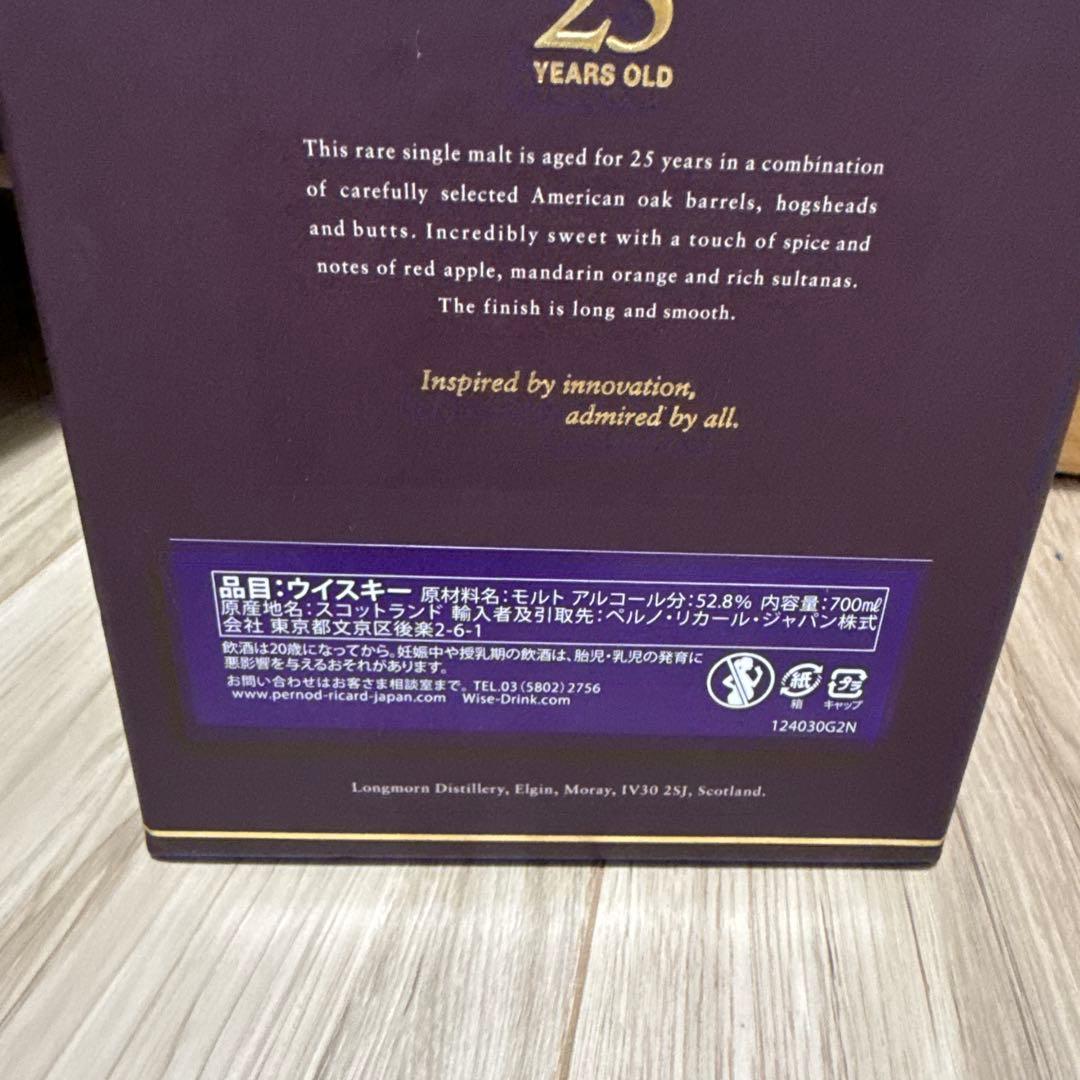 25
YEARS OLD
This rare single malt is aged for 25 years in a combination
of carefully selected American oak barrels, hogsheads
and butts. Incredibly sweet with a touch of spice and
notes of red apple, mandarin orange and rich sultanas.
The finish is long and smooth.
Inspired by innovation,
admired by all.
品目:ウイスキー 原材料名:モルト アルコール分:52.8% 内容量:700㎖
原産地名:スコットランド 輸入者及引取先:ペルノ・リカール・ジャパン株式
会社 東京都文京区後楽2-6-1
飲酒は20歳になってから。妊娠中や授乳期の飲酒は、胎児・乳児の発育に
悪影響を与えるおそれがあります。
お問い合わせはお客さま相談室まで。TEL.03(5802)2756
www.pernod-ricard-japan.com Wise-Drink.com
紙
箱
プラ
キャップ
124030G2N
Longmorn Distillery, Elgin, Moray, IV30 2SJ, Scotland.